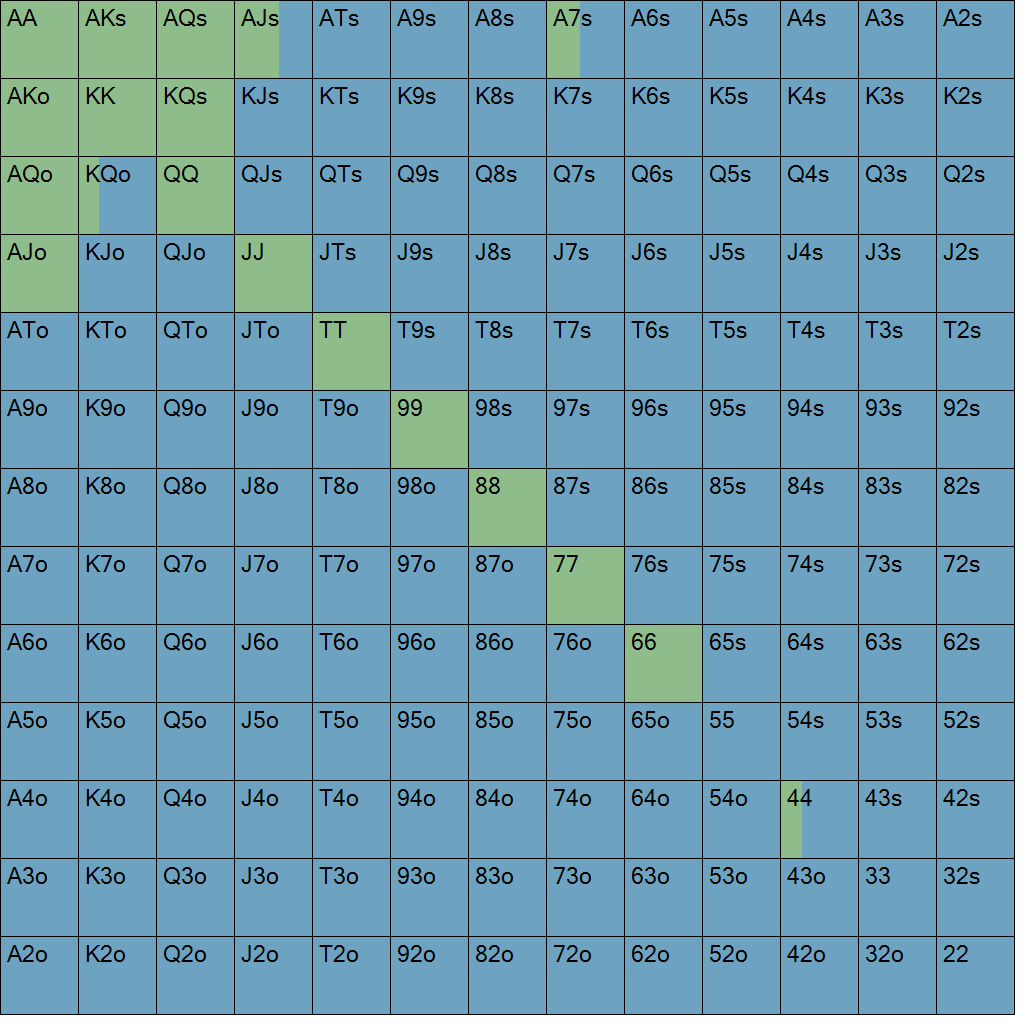 AA AKs AQs AJs ATs A9s A8s A7s A6s A5s A4s A3s A2s
AKo KK KQs KJs KTs K9s K8s K7s K6s K5s K4s K3s K2s
AQo KQo QQ QJs QTs Q9s Q8s Q7s Q6s Q5s Q4s Q3s Q2s
AJo KJo QJo JJ JTs J9s J8s J7s J6s J5s J4s J3s J2s
ATo KTo QTo JTo TT T9s T8s T7s T6s T5s T4s T3s T2s
A9o K9o Q9o J9o T9o 99 98s 97s 96s 95s 94s 93s 92s
A8o K8o Q8o J8o T8o 98o 88 87s 86s 85s 84s 83s 82s
A7o K7o Q7o J7o T7o 97o 87o 77 76s 75s 74s 73s 72s
A6o K6o Q6o J6o T6o 96o 86o 76o 66 65s 64s 63s 62s
A5o K5o Q5o J5o T5o 95o 85o 75o 65o 55 54s 53s 52s
A4o K4o Q4o J4o T4o 94o 84o 74o 64o 54o 44 43s 42s
A3o K3o Q3o J3o T3o 93o 83o 73o 63o 53o 43o 33 32s
A2o K2o Q2o J2o T2o 92o 82o 72o 62o 52o 42o 32o 22